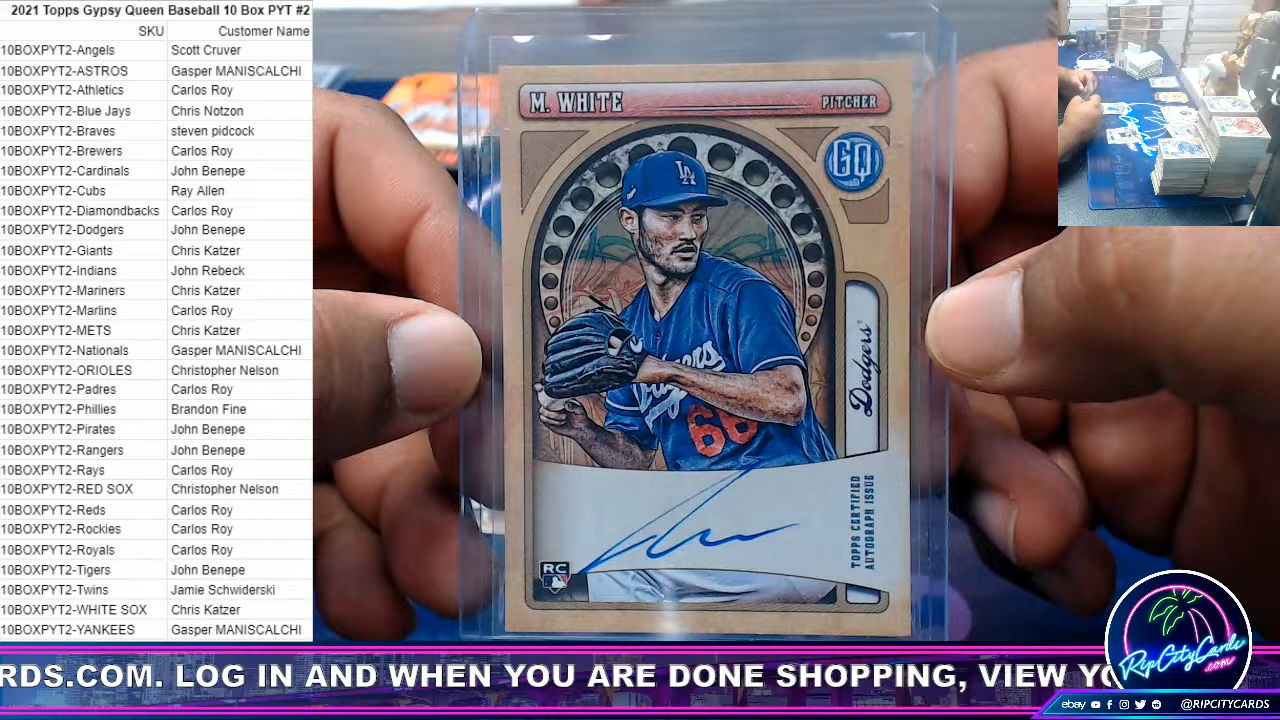 2021 Topps Gypsy Queen Baseball 10 Box PYT #2
SKU Customer Name
10BOXPYT2-Angels Scott Cruver
10BOXPYT2-ASTROS Gasper MANISCALCHI
10BOXPYT2-Athletics Carlos Roy
10BOXPYT2-Blue Jays Chris Notzon
10BOXPYT2-Braves steven pidcock
10BOXPYT2-Brewers Carlos Roy
10BOXPYT2-Cardinals John Benepe
10BOXPYT2-Cubs Ray Allen
10BOXPYT2-Diamondbacks Carlos Roy
10BOXPYT2-Dodgers John Benepe
10BOXPYT2-Giants Chris Katzer
10BOXPYT2-Indians John Rebeck
10BOXPYT2-Mariners Chris Katzer
10BOXPYT2-Marlins Carlos Roy
10BOXPYT2-METS Chris Katzer
10BOXPYT2-Nationals Gasper MANISCALCHI
10BOXPYT2-ORIOLES Christopher Nelson
10BOXPYT2-Padres Carlos Roy
10BOXPYT2-Phillies Brandon Fine
10BOXPYT2-Pirates John Benepe
10BOXPYT2-Rangers John Benepe
10BOXPYT2-Rays Carlos Roy
10BOXPYT2-RED SOX Christopher Nelson
10BOXPYT2-Reds Carlos Roy
10BOXPYT2-Rockies Carlos Roy
10BOXPYT2-Royals Carlos Roy
10BOXPYT2-Tigers John Benepe
10BOXPYT2-Twins Jamie Schwiderski
10BOXPYT2-WHITE SOX Chris Katzer
10BOXPYT2-YANKEES Gasper MANISCALCHI
M. WHITE PITCHER
GQ
LA
Dodgers
66
Dodgers
TOPPS CERTIFIED
AUTOGRAPH ISSUE
RC
RDS.COM. LOG IN AND WHEN YOU ARE DONE SHOPPING, VIEW
RipCityCards
.com
ebay @RIPCITYCARDS